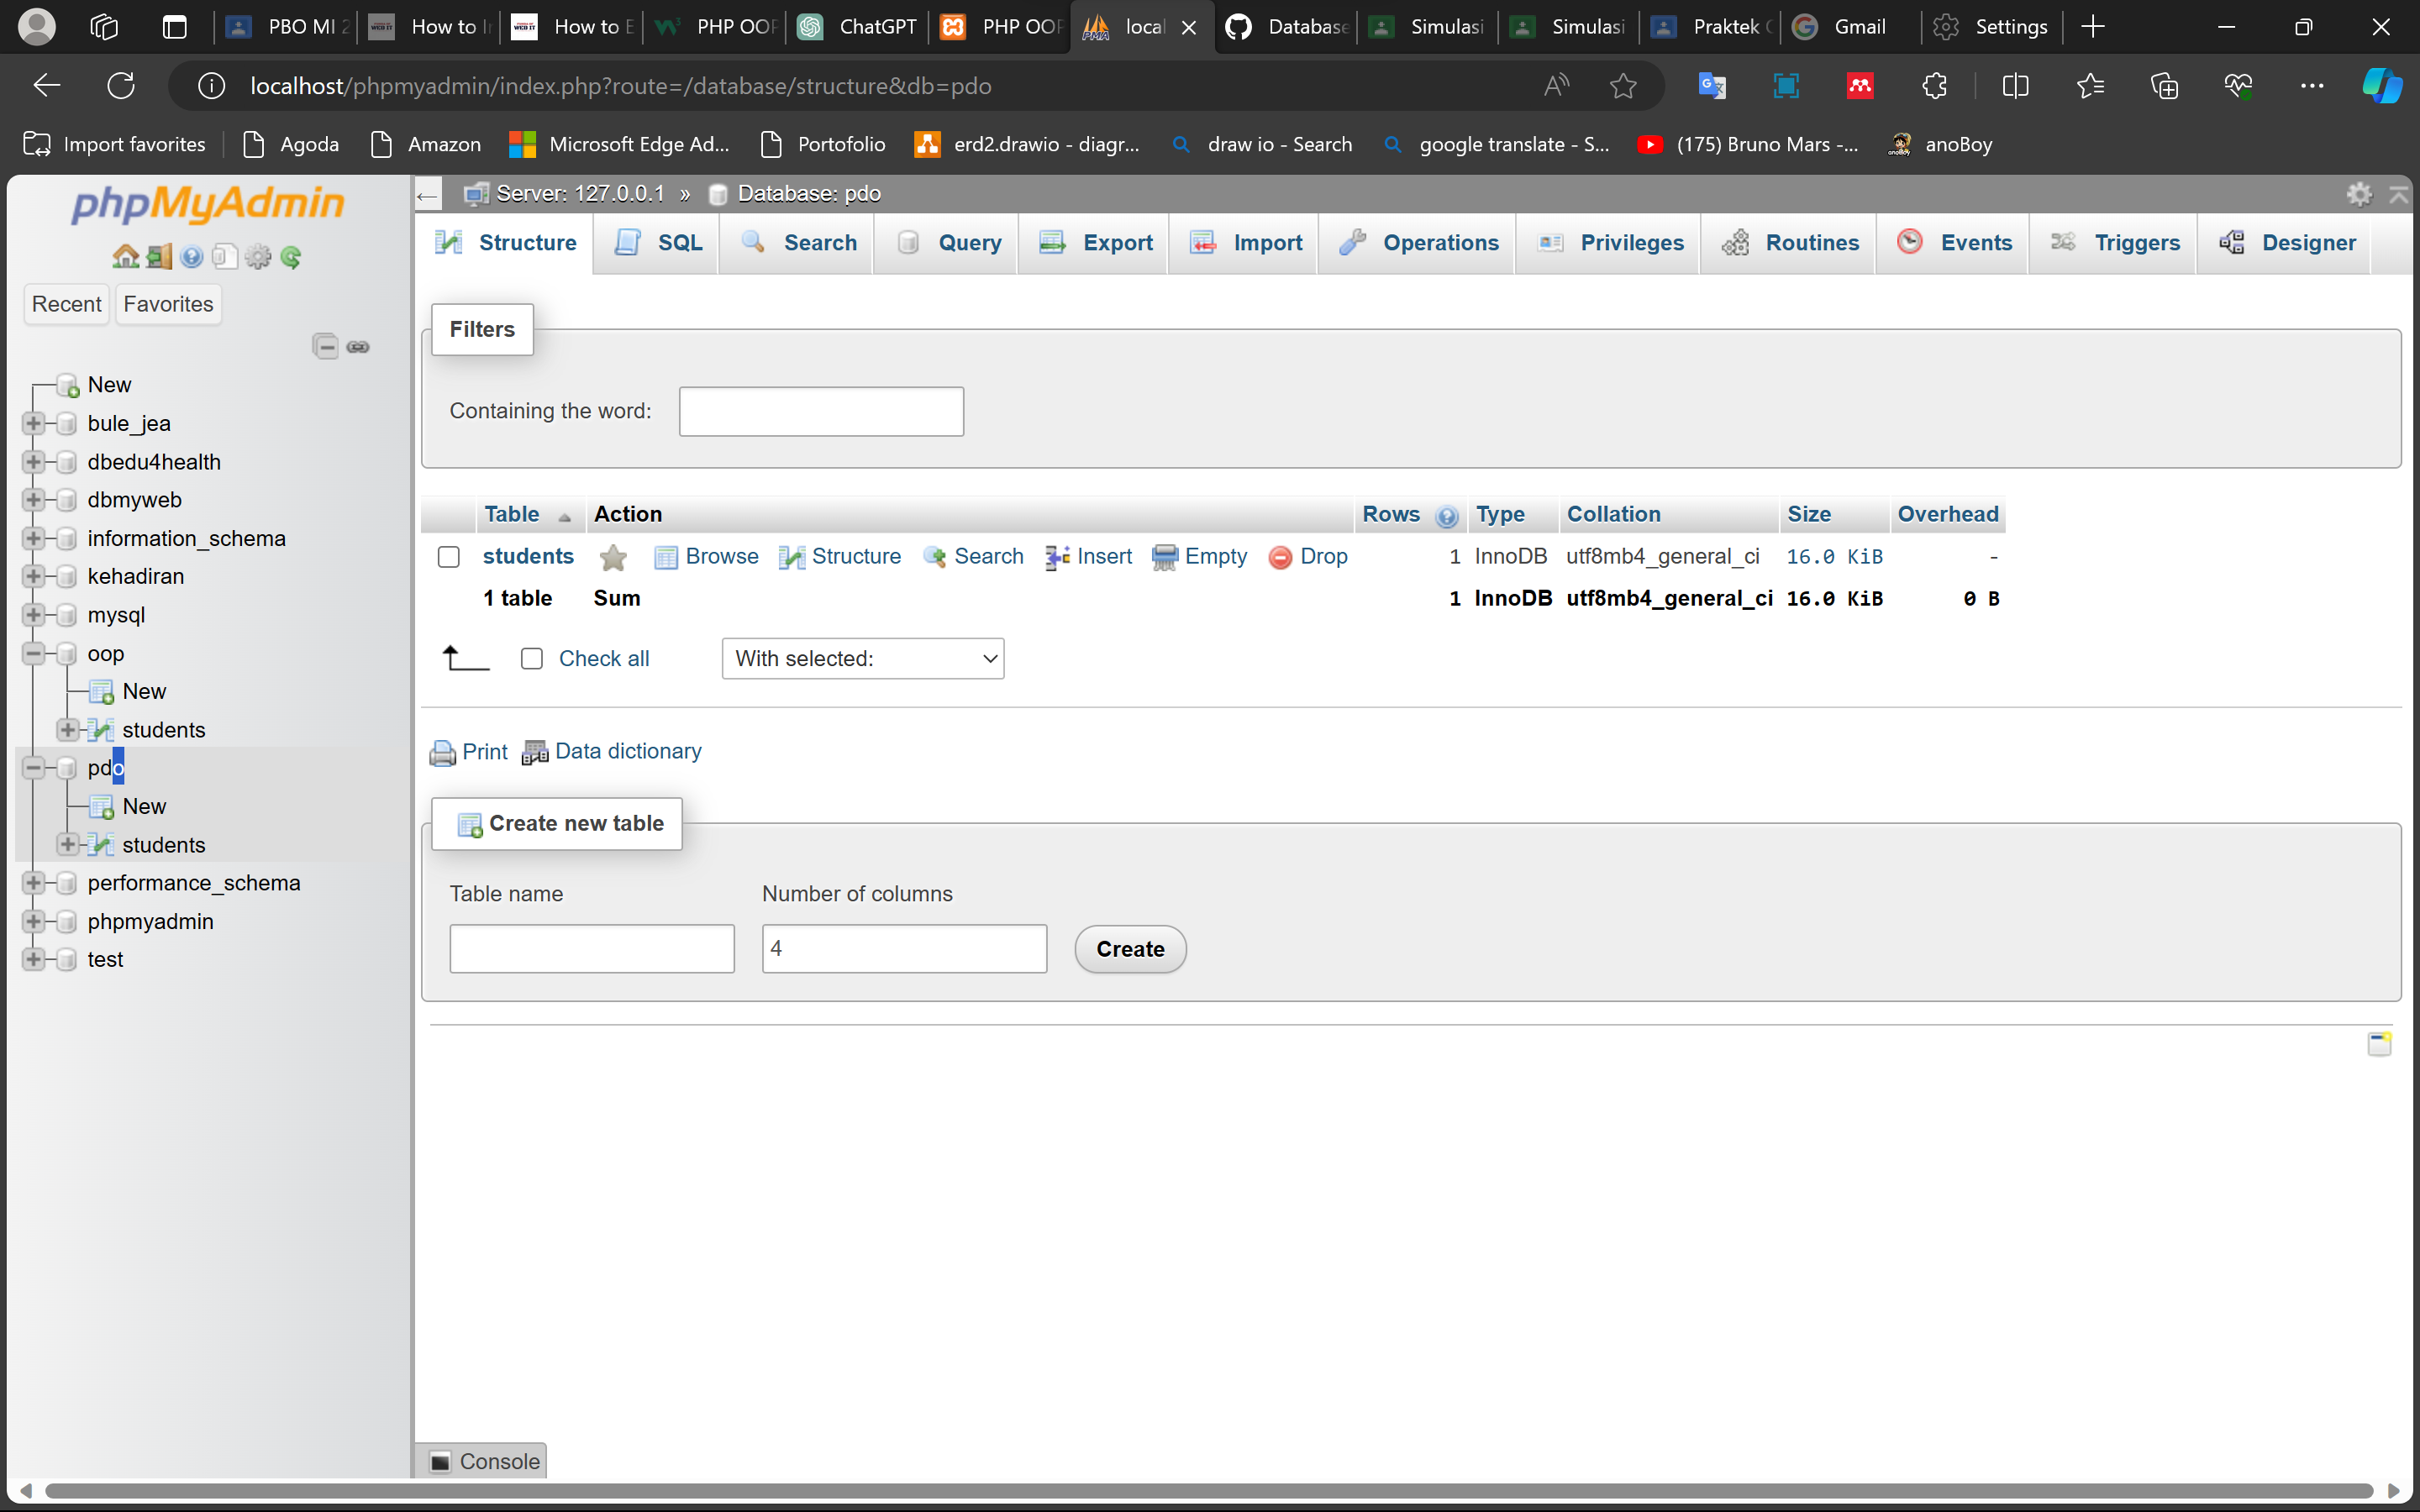 PBO MI 2
How to I
How to E
PHP OOP
ChatGPT
PHP OOP
local
Database
Simulasi
Simulasi
Praktek
Gmail
Settings
localhost/phpmyadmin/index.php?route=/database/structure&db=pdo
Import favorites
Agoda
Amazon
Microsoft Edge Ad...
Portofolio
erd2.drawio - diagr...
draw io - Search
google translate - S...
(175) Bruno Mars -...
anoBoy
phpMyAdmin
Recent
Favorites
New
bule_jea
dbedu4health
dbmyweb
information_schema
kehadiran
mysql
oop
New
students
pdo
New
students
performance_schema
phpmyadmin
test
Server: 127.0.0.1 » Database: pdo
Structure
SQL
Search
Query
Export
Import
Operations
Privileges
Routines
Events
Triggers
Designer
Filters
Containing the word:
Table Action Rows Type Collation Size Overhead
students Browse Structure Search Insert Empty Drop 1 InnoDB utf8mb4_general_ci 16.0 KiB -
1 table Sum 1 InnoDB utf8mb4_general_ci 16.0 KiB 0 B
Check all
With selected:
Print
Data dictionary
Create new table
Table name
Number of columns
4
Create
Console